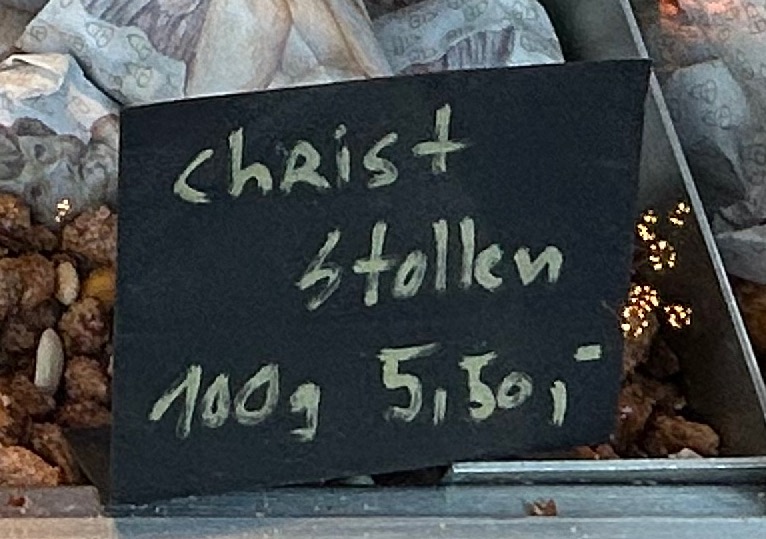 christ
stollen
100g 5,50,-